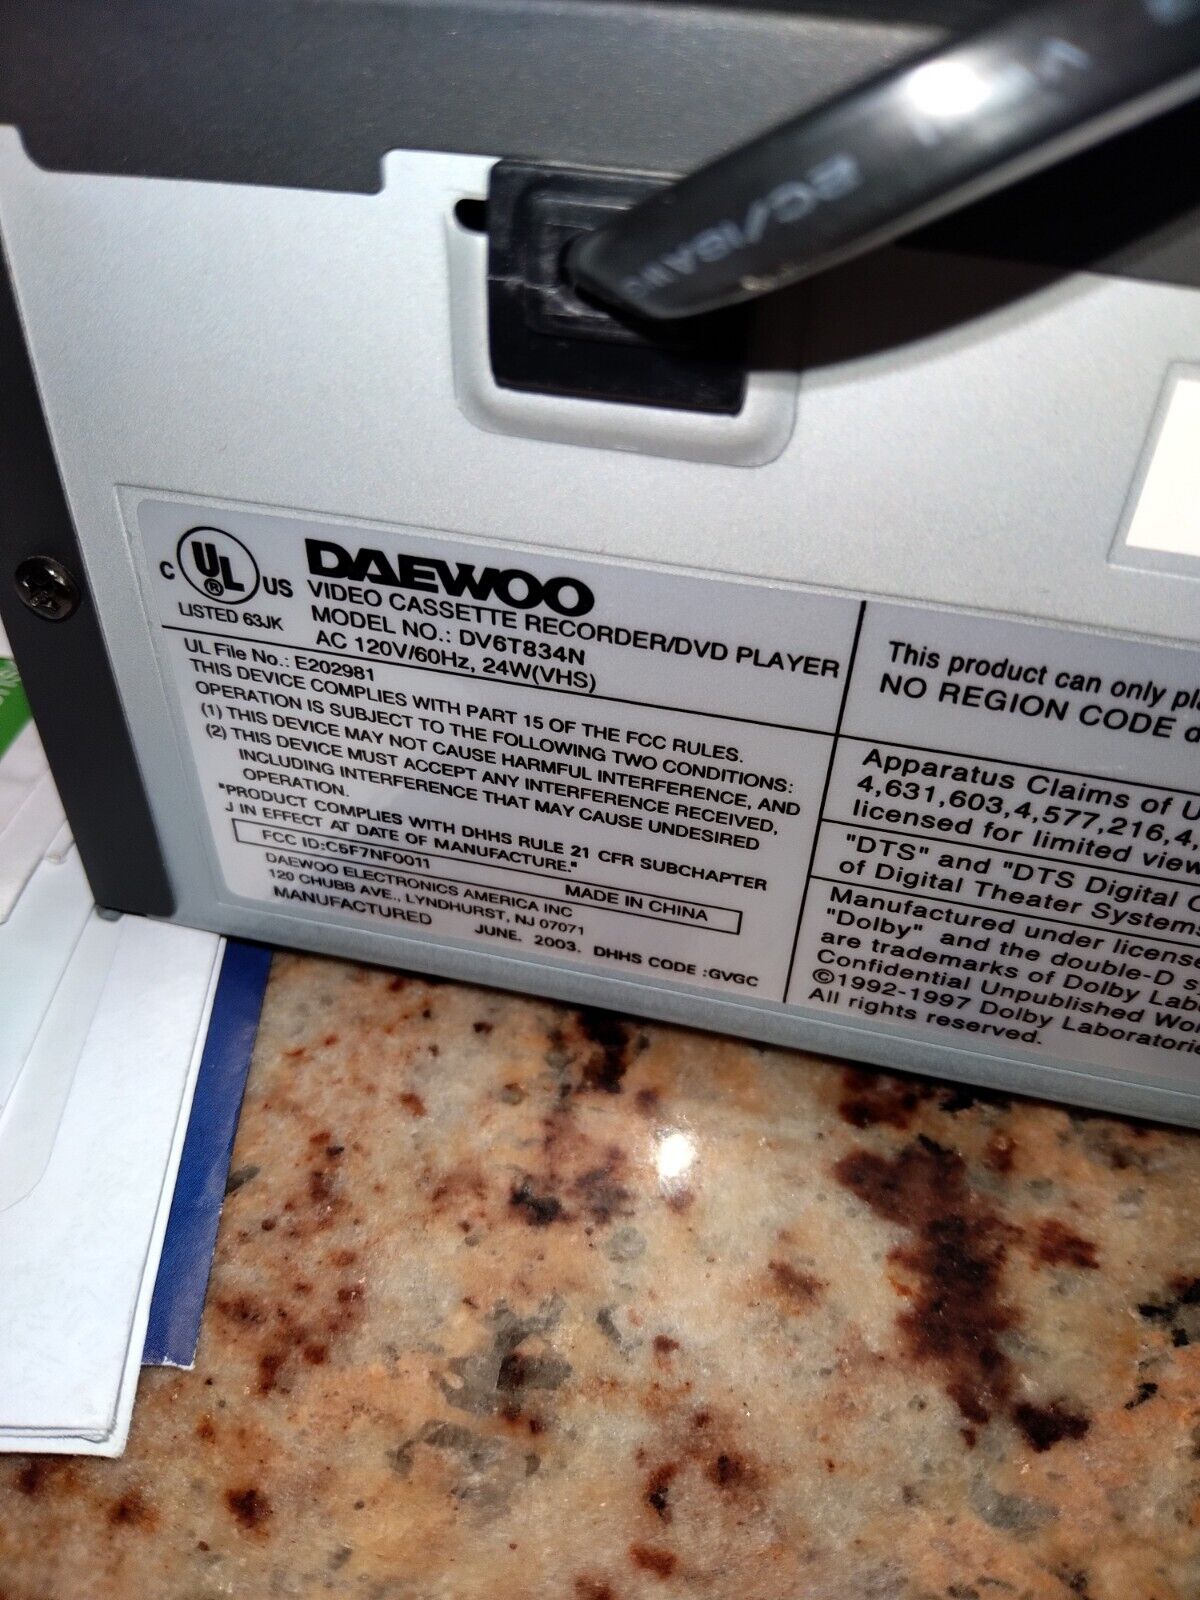 C UL ® US
LISTED 63JK
DAEWOO
VIDEO CASSETTE RECORDER/DVD PLAYER
MODEL NO.: DV6T834N
AC 120V/60Hz, 24W(VHS)
UL File No.: E202981
THIS DEVICE COMPLIES WITH PART 15 OF THE FCC RULES.
OPERATION IS SUBJECT TO THE FOLLOWING TWO CONDITIONS:
(1) THIS DEVICE MAY NOT CAUSE HARMFUL INTERFERENCE, AND
(2) THIS DEVICE MUST ACCEPT ANY INTERFERENCE RECEIVED,
INCLUDING INTERFERENCE THAT MAY CAUSE UNDESIRED
OPERATION.
"PRODUCT COMPLIES WITH DHHS RULE 21 CFR SUBCHAPTER
J IN EFFECT AT DATE OF MANUFACTURE."
FCC ID:C5F7NF0011 MADE IN CHINA
DAEWOO ELECTRONICS AMERICA INC
120 CHUBB AVE., LYNDHURST, NJ 07071
MANUFACTURED JUNE. 2003. DHHS CODE :GVGC
This product can only
NO REGION CODE
Apparatus Claims of
4,631,603,4,577,216,4,
licensed for limited
"DTS" and "DTS Digital
of Digital Theater Systems
Manufactured under
"Dolby" and the double-D
are trademarks of Dolby
Confidential Unpublished
©1992-1997 Dolby
All rights reserved.